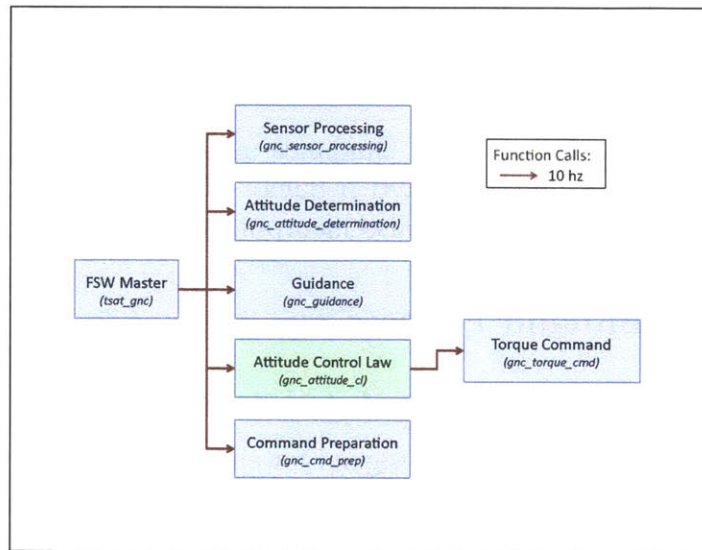 Sensor Processing
(gnc_sensor_processing)
Function Calls:
10 hz
Attitude Determination
(gnc_attitude_determination)
FSW Master
(tsat_gnc)
Guidance
(gnc_guidance)
Attitude Control Law
(gnc_attitude_cl)
Torque Command
(gnc_torque_cmd)
Command Preparation
(gnc_cmd_prep)